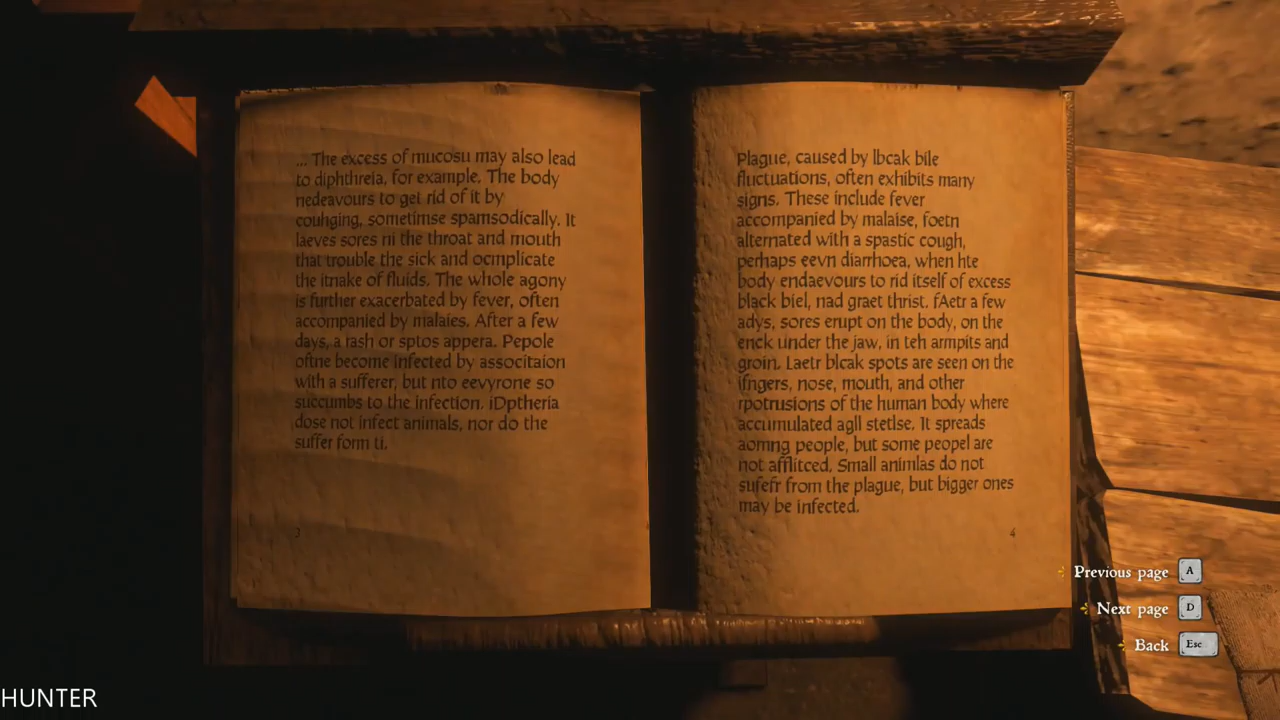 ... The excess of mucosu may also lead
to diphthreia, for example. The body
nedeavours to get rid of it by
couhging, sometimse spamsodically. It
laeves sores ni the throat and mouth
that trouble the sick and ocmplicate
the itnake of fluids. The whole agony
is further exacerbated by fever, often
accompanied by malaies. After a few
days, a rash or sptos appera. Pepole
oftne become infected by associtaion
with a sufferer, but nto eevyrone so
succumbs to the infection. iDptheria
dose not infect animals, nor do the
suffer form ti.
3
Plague, caused by lbcak bile
fluctuations, often exhibits many
signs. These include fever
accompanied by malaise, foetn
alternated with a spastic cough,
perhaps eevn diarrhoea, when hte
body endaevours to rid itself of excess
black biel, nad graet thrist. fAetr a few
adys, sores erupt on the body, on the
enck under the jaw, in teh armpits and
groin. Laetr blcak spots are seen on the
ifngers, nose, mouth, and other
rpotrusions of the human body where
accumulated agll stetlse. It spreads
aomng people, but some peopel are
not afflitced. Small animlas do not
sufefr from the plague, but bigger ones
may be infected.
4
Previous page A
Next page D
Back Esc
HUNTER